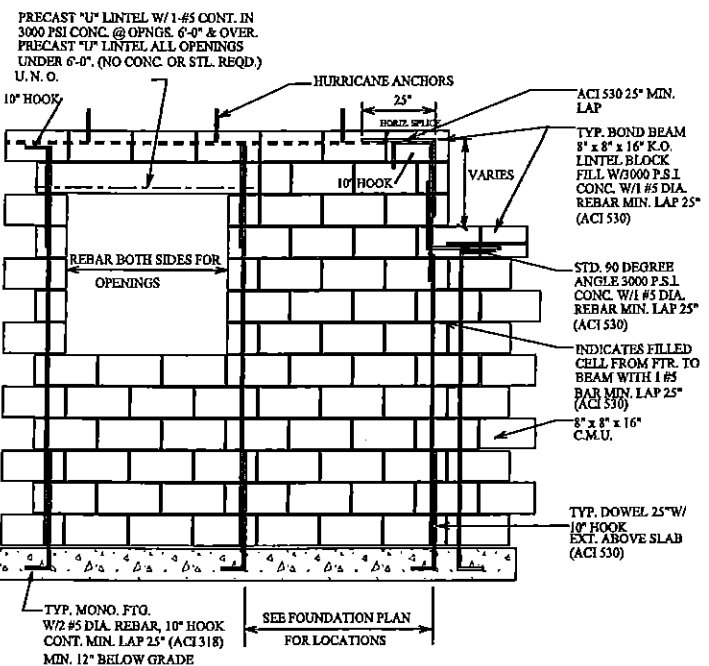 PRECAST "U" LINTEL W/ 1-#5 CONT. IN
3000 PSI CONC. @ OPNGS. 6'-0" & OVER.
PRECAST "U" LINTEL ALL OPENINGS
UNDER 6'-0". (NO CONC. OR STL. REQD.)
U. N. O.
10" HOOK
HURRICANE ANCHORS
25"
HORIZ. SPLICE
10" HOOK
VARIES
ACI 530 25" MIN.
LAP
TYP. BOND BEAM
8" x 8" x 16" K.O.
LINTEL BLOCK
FILL W/3000 P.S.I.
CONC. W/1 #5 DIA.
REBAR MIN. LAP 25"
(ACI 530)
REBAR BOTH SIDES FOR
OPENINGS
STD. 90 DEGREE
ANGLE 3000 P.S.I.
CONC. W/1 #5 DIA.
REBAR MIN. LAP 25"
(ACI 530)
INDICATES FILLED
CELL FROM FTR. TO
BEAM WITH 1 #5
BAR MIN. LAP 25"
(ACI 530)
8" x 8" x 16"
C.M.U.
TYP. DOWEL 25"W/
10" HOOK
EXT. ABOVE SLAB
(ACI 530)
TYP. MONO. FTG.
W/2 #5 DIA. REBAR, 10" HOOK
CONT. MIN. LAP 25" (ACI 318)
MIN. 12" BELOW GRADE
SEE FOUNDATION PLAN
FOR LOCATIONS